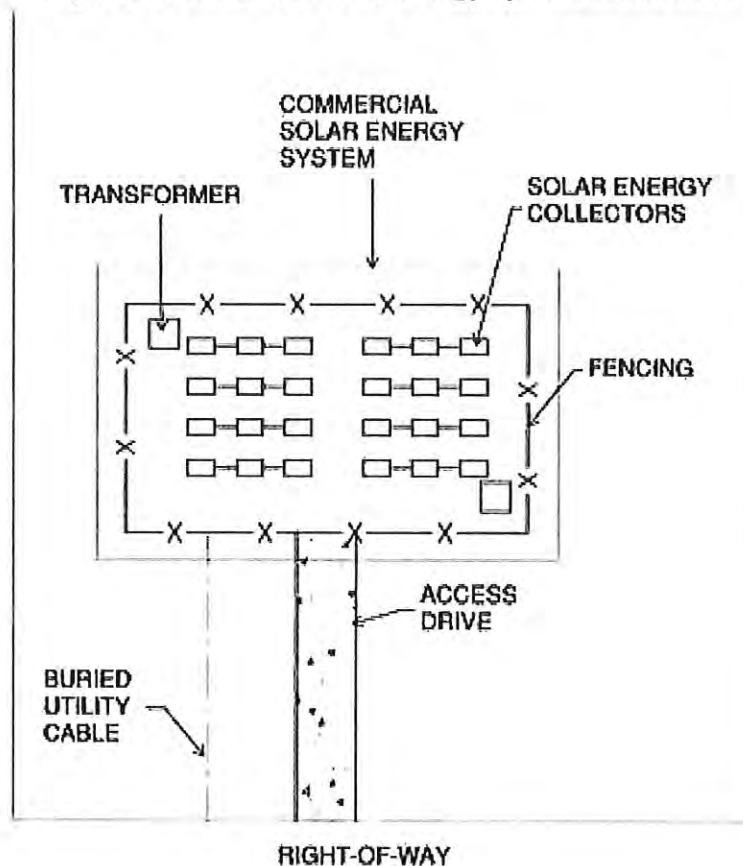 COMMERCIAL
SOLAR ENERGY
SYSTEM
TRANSFORMER
SOLAR ENERGY
COLLECTORS
FENCING
ACCESS
DRIVE
BURIED
UTILITY
CABLE
RIGHT-OF-WAY